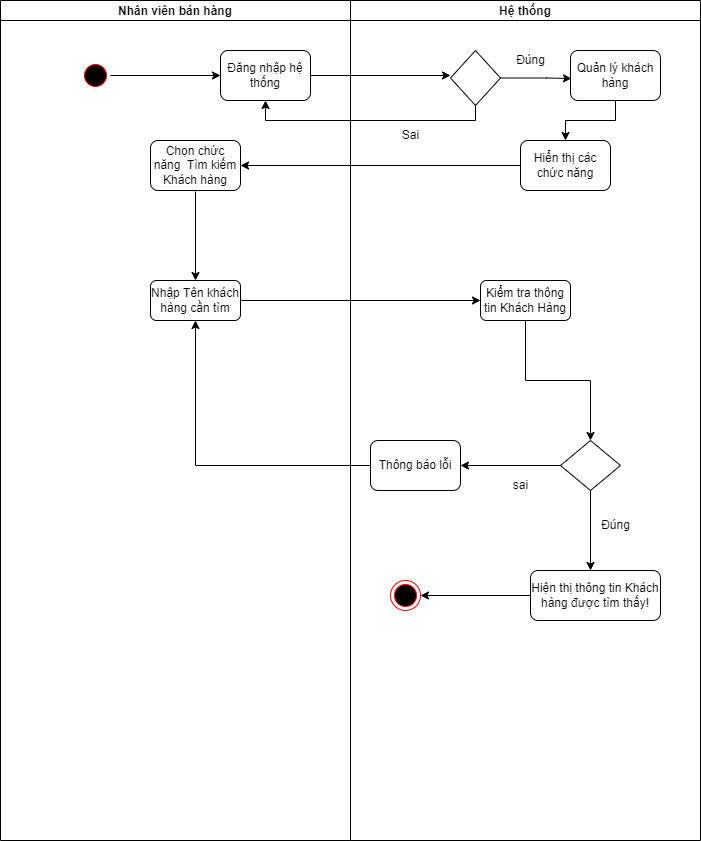 Nhân viên bán hàng
Hệ thống
Đăng nhập hệ
thống
Đúng
Quản lý khách
hàng
Sai
Chọn chức
năng Tìm kiếm
Khách hàng
Hiển thị các
chức năng
Nhập Tên khách
hàng cần tìm
Kiểm tra thông
tin Khách Hàng
Thông báo lỗi
sai
Đúng
Hiện thị thông tin Khách
hàng được tìm thấy!